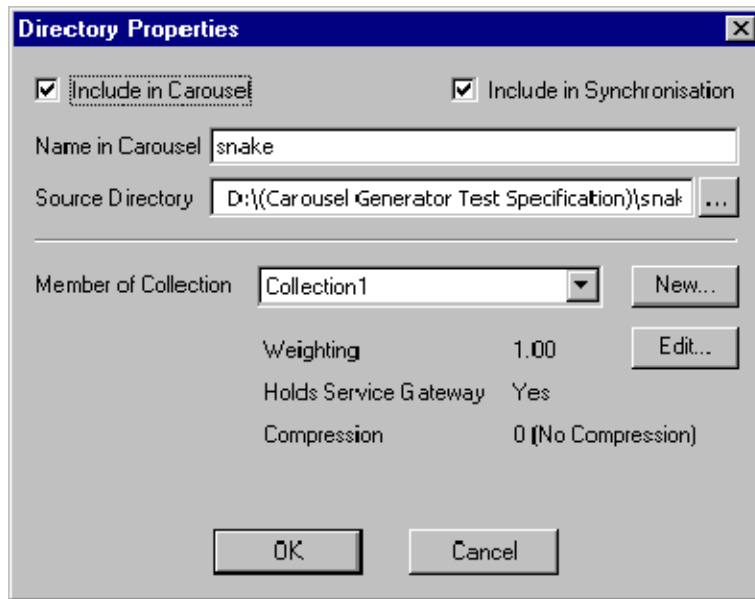 Directory Properties
Include in Carousel Include in Synchronisation
Name in Carousel snake
Source Directory D:\(Carousel Generator Test Specification)\snak ...
Member of Collection Collection1 New...
Weighting 1.00 Edit...
Holds Service Gateway Yes
Compression 0 (No Compression)
OK Cancel